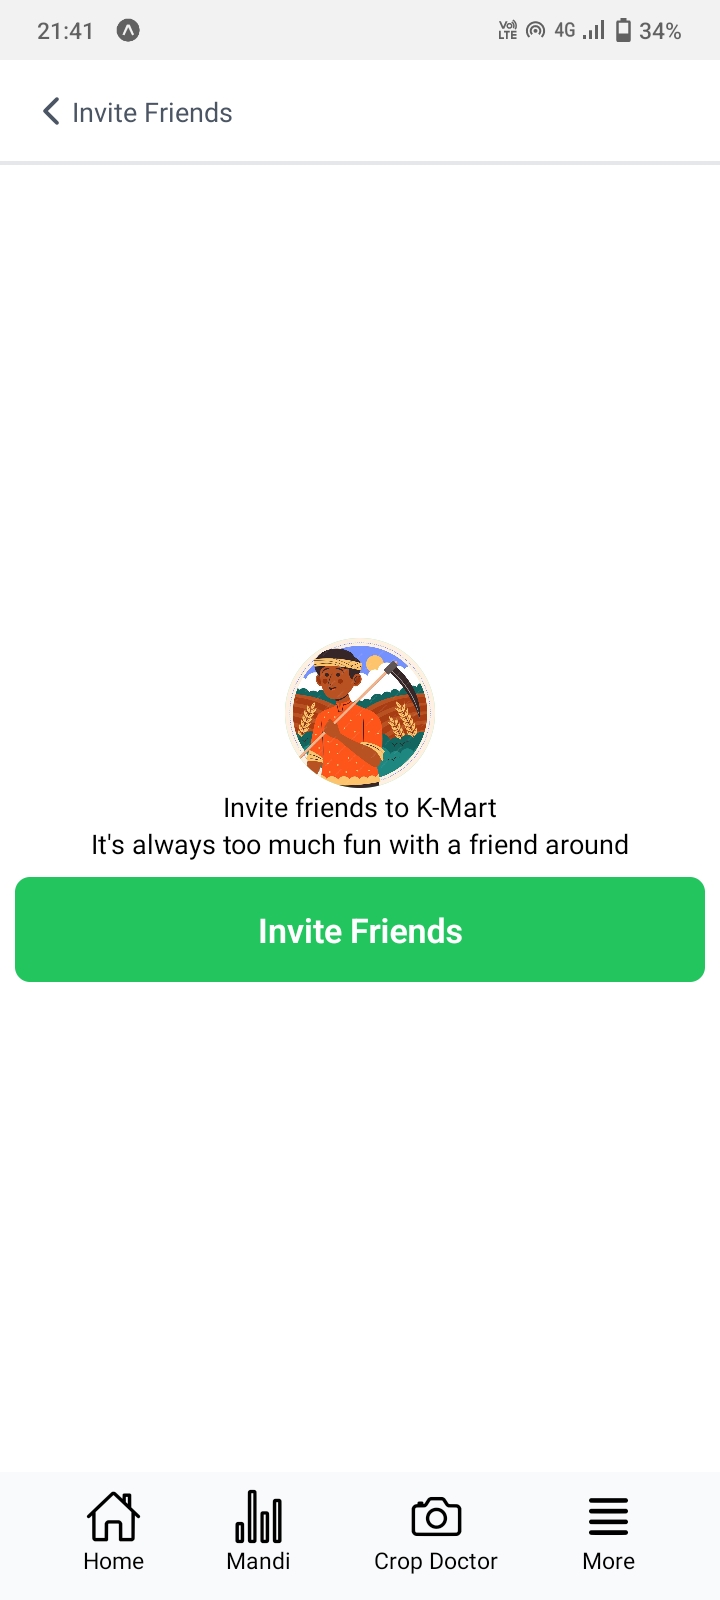 21:41 Vo)) LTE 4G 34%
Invite Friends
Invite friends to K-Mart
It's always too much fun with a friend around
Invite Friends
Home Mandi Crop Doctor More